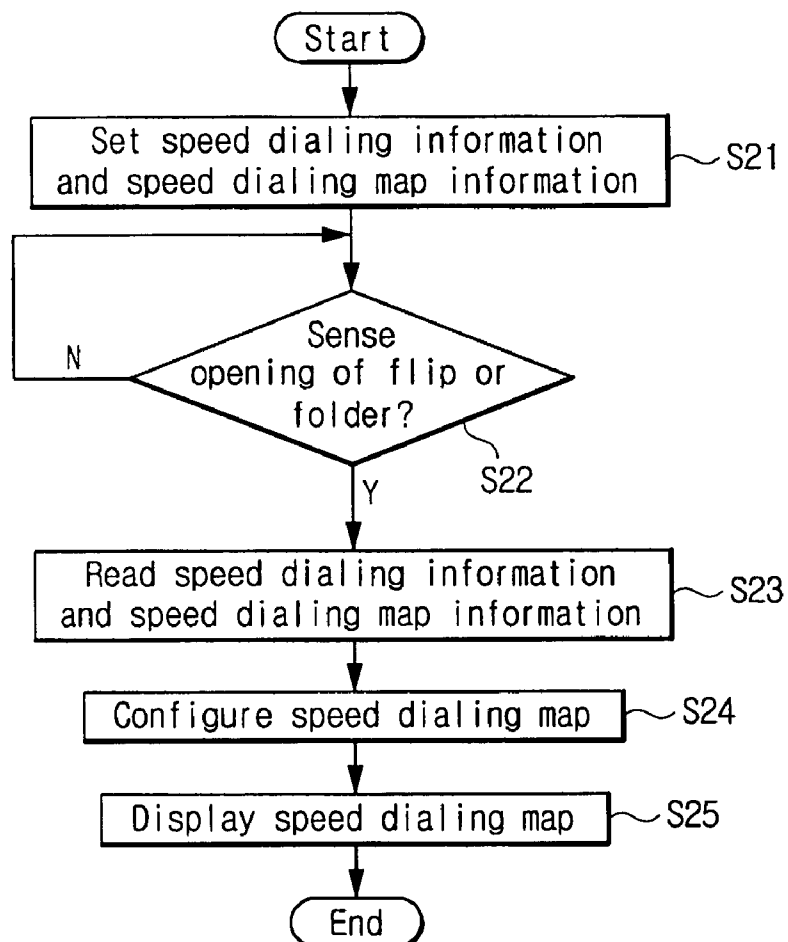 Start
Set speed dialing information
and speed dialing map information
S21
Sense
opening of flip or
folder?
N
S22
Y
Read speed dialing information
and speed dialing map information
S23
Configure speed dialing map
S24
Display speed dialing map
S25
End